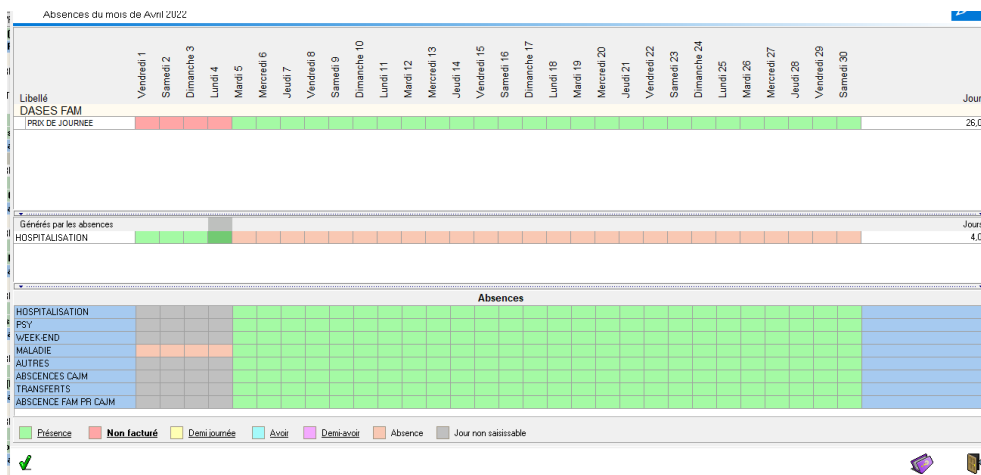 Absences du mois de Avril 2022
Libellé
Vendredi 1
Samedi 2
Dimanche 3
Lundi 4
Mardi 5
Mercredi 6
Jeudi 7
Vendredi 8
Samedi 9
Dimanche 10
Lundi 11
Mardi 12
Mercredi 13
Jeudi 14
Vendredi 15
Samedi 16
Dimanche 17
Lundi 18
Mardi 19
Mercredi 20
Jeudi 21
Vendredi 22
Samedi 23
Dimanche 24
Lundi 25
Mardi 26
Mercredi 27
Jeudi 28
Vendredi 29
Samedi 30
Jour
DASES FAM
PRIX DE JOURNEE 26,0
Générés par les absences Jours
HOSPITALISATION 4,0
Absences
HOSPITALISATION
PSY
WEEK-END
MALADIE
AUTRES
ABSCENCES CAJM
TRANSFERTS
ABSCENCE FAM PR CAJM
Présence Non facturé Demi journée Avoir Demi-avoir Absence Jour non saisissable